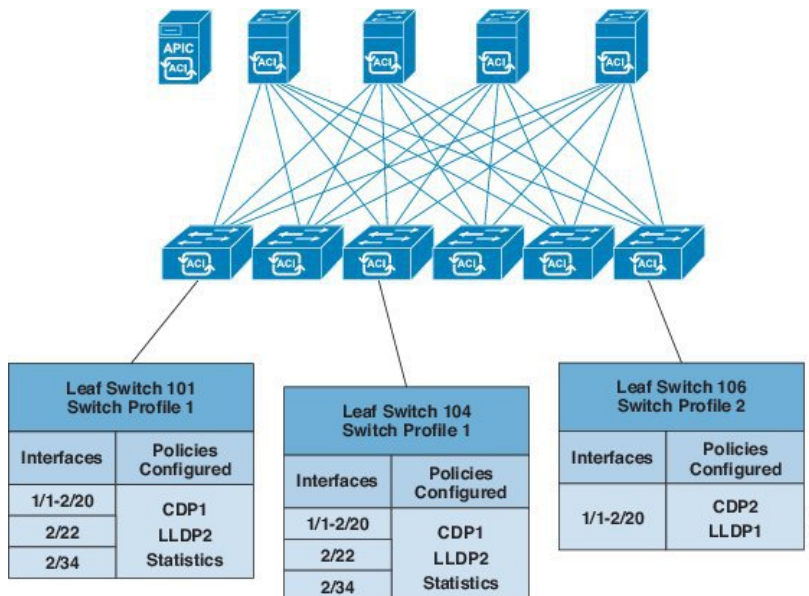 APIC
ACI
ACI
ACI
ACI
ACI
ACI
ACI
ACI
ACI
ACI
ACI
Leaf Switch 101
Switch Profile 1
Interfaces
Policies
Configured
1/1-2/20
2/22
2/34
CDP1
LLDP2
Statistics
Leaf Switch 104
Switch Profile 1
Interfaces
Policies
Configured
1/1-2/20
2/22
2/34
CDP1
LLDP2
Statistics
Leaf Switch 106
Switch Profile 2
Interfaces
Policies
Configured
1/1-2/20
CDP2
LLDP1